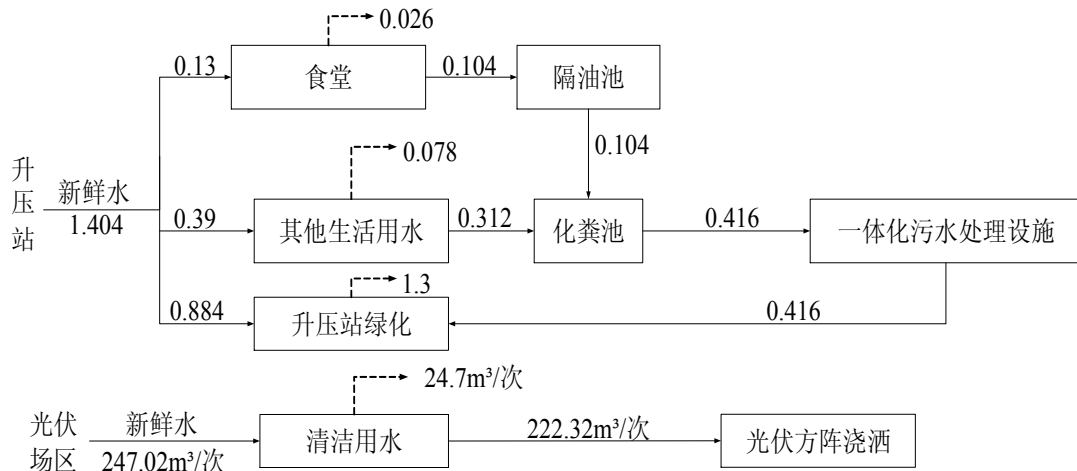 0.026
0.13
食堂
0.104
隔油池
0.104
0.078
升压站
新鲜水
1.404
0.39
其他生活用水
0.312
化粪池
0.416
一体化污水处理设施
1.3
0.884
升压站绿化
0.416
24.7m³/次
光伏场区
新鲜水
247.02m³/次
清洁用水
222.32m³/次
光伏方阵浇洒